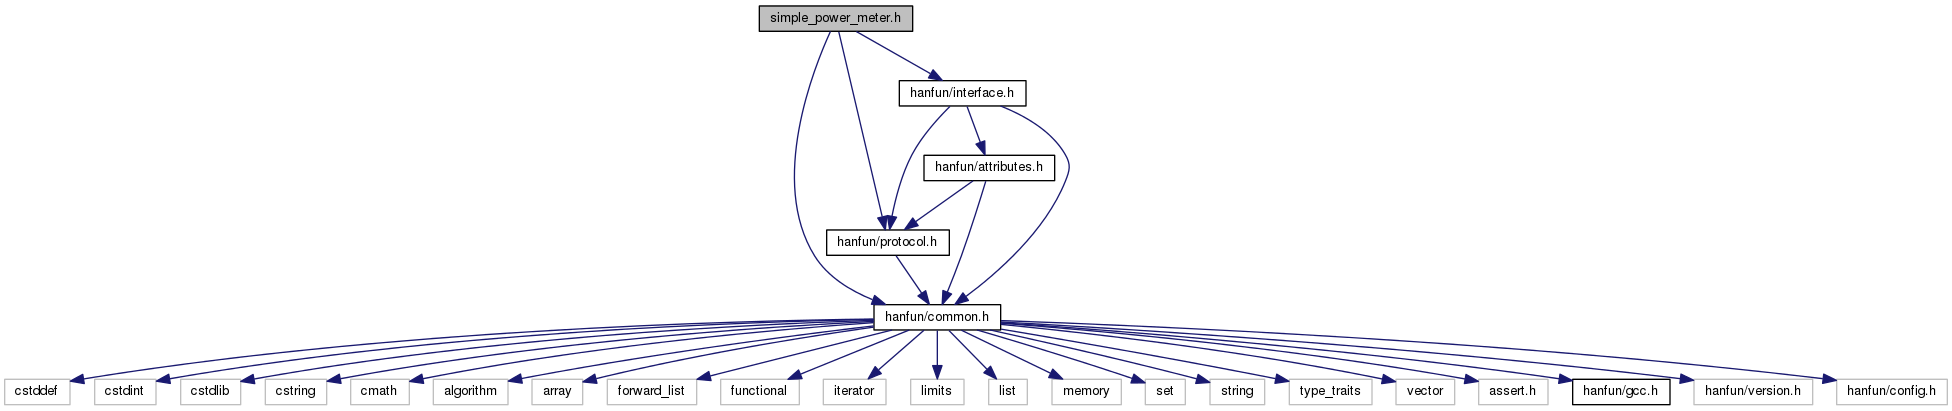 simple_power_meter.h
hanfun/interface.h
hanfun/attributes.h
hanfun/protocol.h
hanfun/common.h
cstddef
cstdint
cstdlib
cstring
cmath
algorithm
array
forward_list
functional
iterator
limits
list
memory
set
string
type_traits
vector
assert.h
hanfun/gcc.h
hanfun/version.h
hanfun/config.h